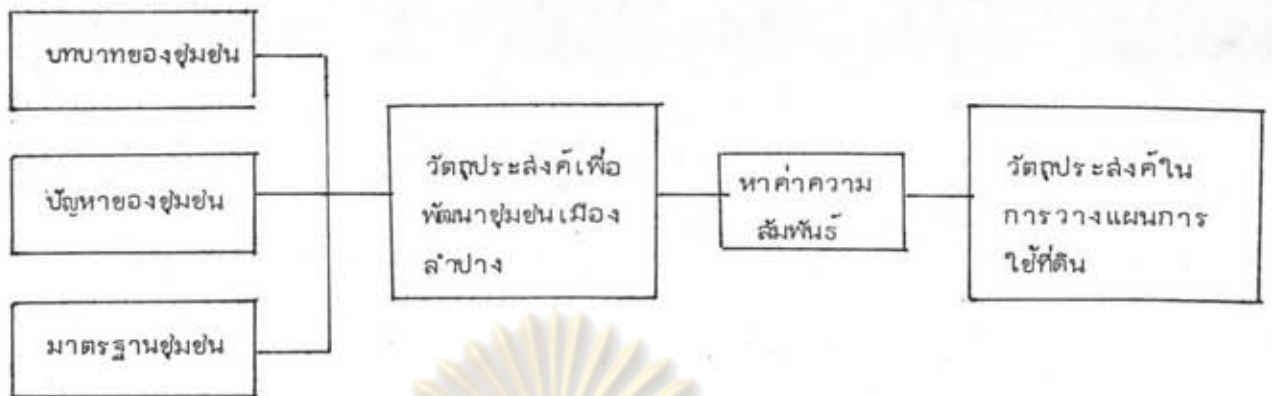 บทบาทของชุมชน
ปัญหาของชุมชน
มาตรฐานชุมชน
วัตถุประสงค์เพื่อ
พัฒนาชุมชนเมือง
ลำปาง
หาค่าความ
สัมพันธ์
วัตถุประสงค์ใน
การวางแผนการ
ใช้ที่ดิน